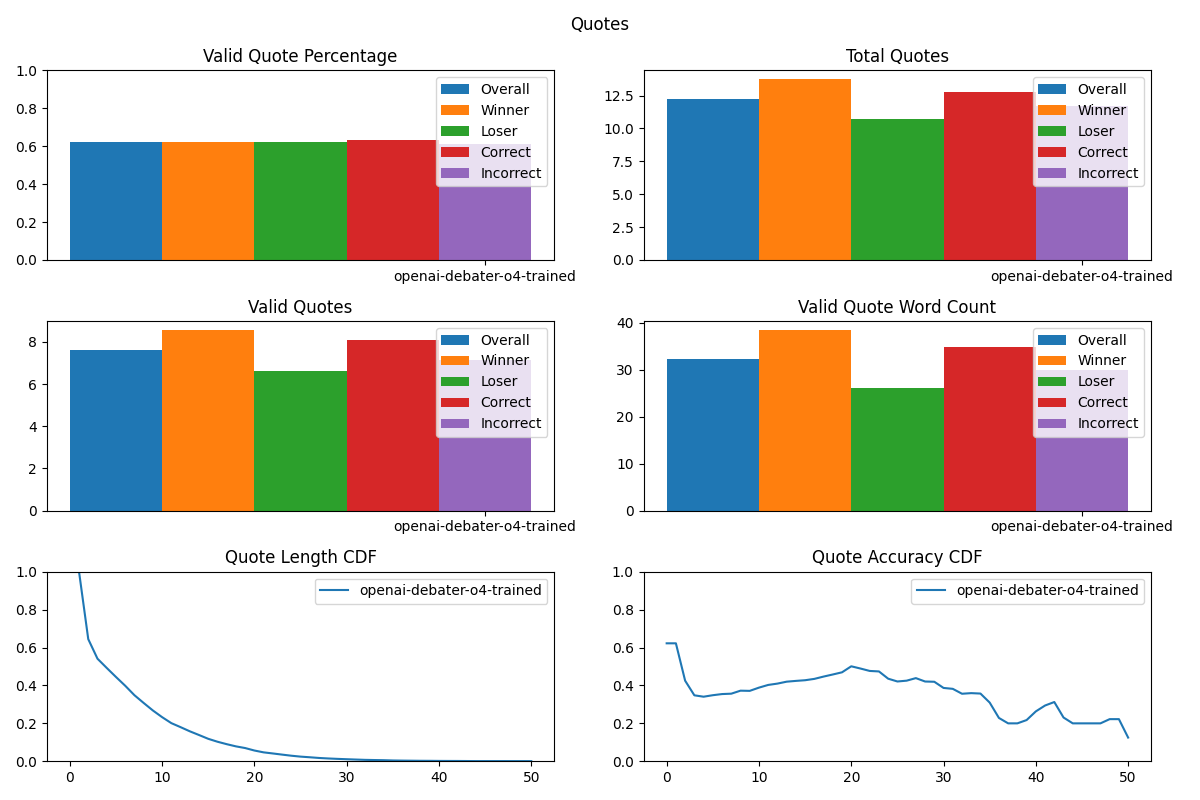 Quotes
Valid Quote Percentage
1.0
0.8
0.6
0.4
0.2
0.0
Overall
Winner
Loser
Correct
Incorrect
openai-debater-o4-trained
Total Quotes
12.5
10.0
7.5
5.0
2.5
0.0
Overall
Winner
Loser
Correct
Incorrect
openai-debater-o4-trained
Valid Quotes
8
6
4
2
0
Overall
Winner
Loser
Correct
Incorrect
openai-debater-o4-trained
Valid Quote Word Count
40
30
20
10
0
Overall
Winner
Loser
Correct
Incorrect
openai-debater-o4-trained
Quote Length CDF
1.0
0.8
0.6
0.4
0.2
0.0
openai-debater-o4-trained
0 10 20 30 40 50
Quote Accuracy CDF
1.0
0.8
0.6
0.4
0.2
0.0
openai-debater-o4-trained
0 10 20 30 40 50